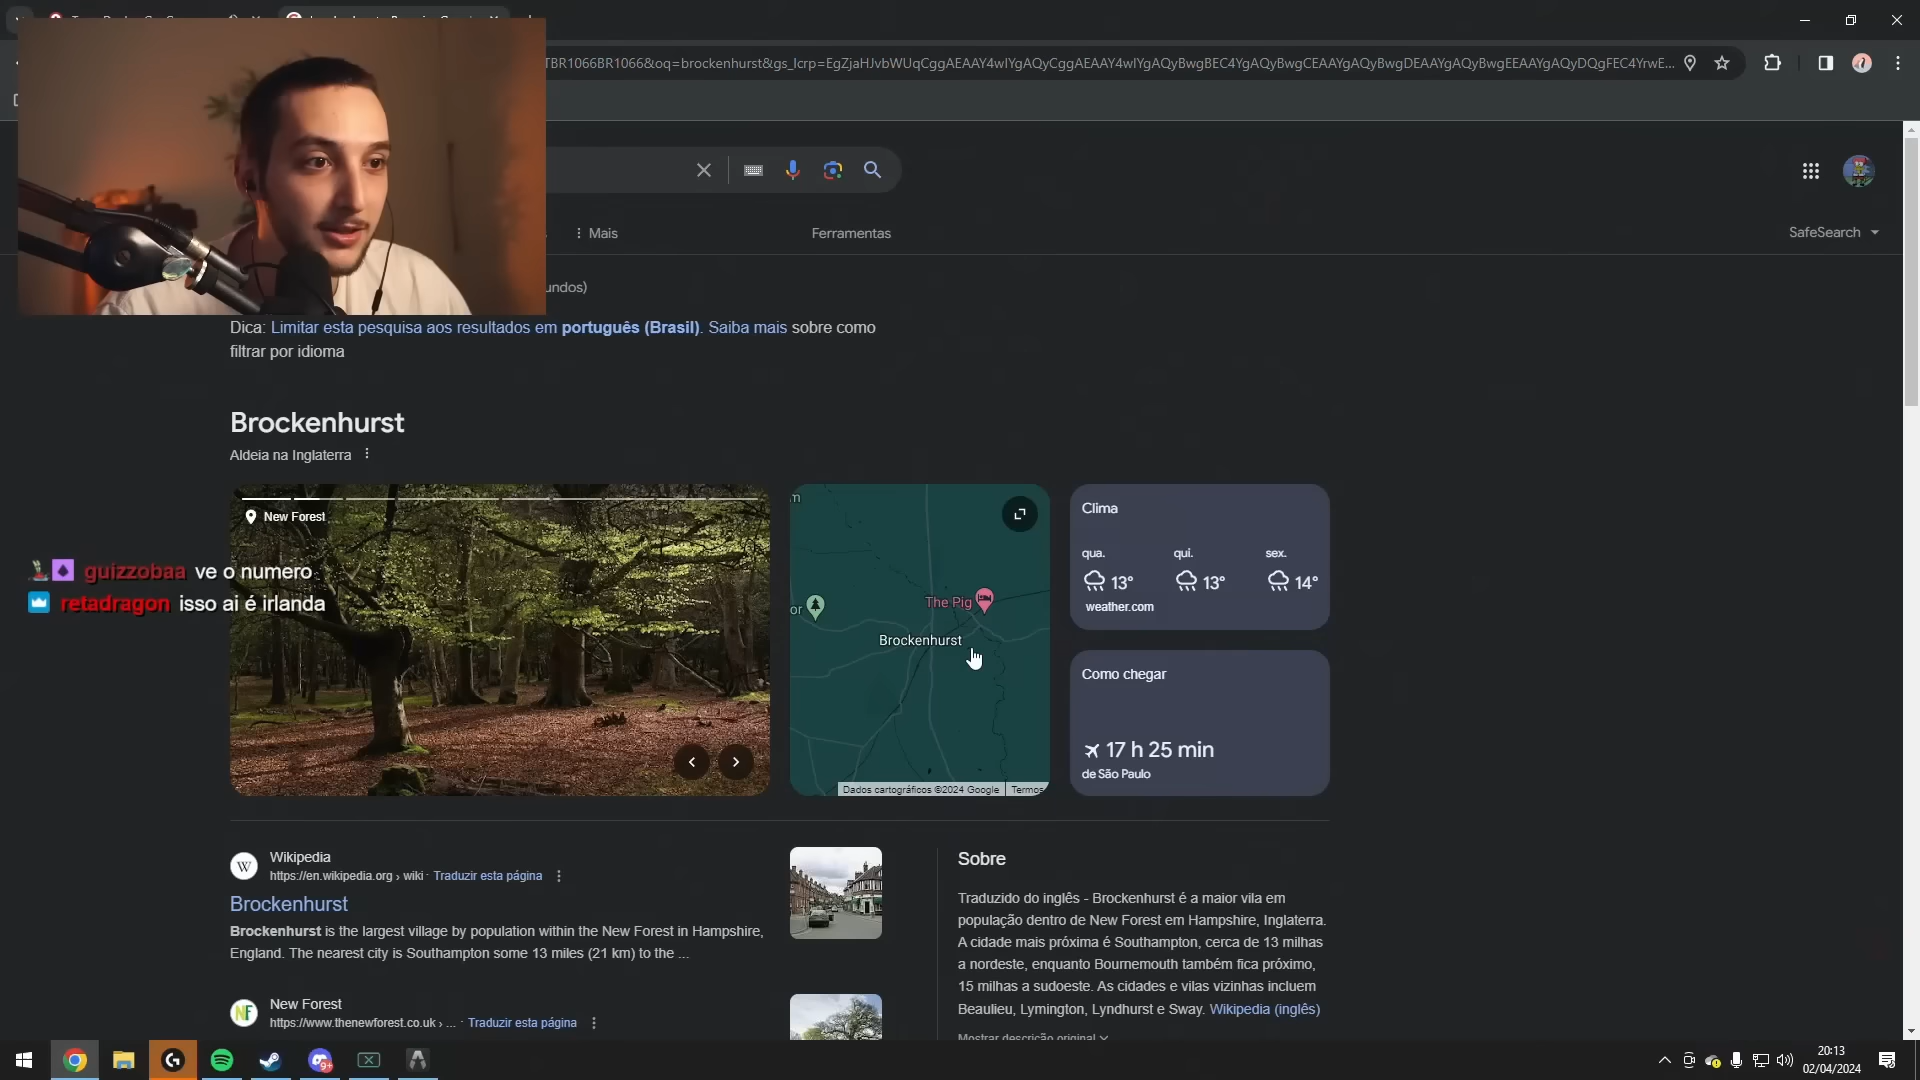 TBR1066BR1066&oq=brockenhurst&gs_lcrp=EgZjaHJvbWUqCggAEAAY4wIYgAQyCggAEAAY4wIYgAQyBwgBEC4YgAQyBwgCEAAYgAQyBwgDEAAYgAQyBwgEEAAYgAQyDQgFEC4YrwE...
Mais
Ferramentas
SafeSearch
undos)
Dica: Limitar esta pesquisa aos resultados em português (Brasil). Saiba mais sobre como
filtrar por idioma
Brockenhurst
Aldeia na Inglaterra
New Forest
guizzobaa ve o numero
retadragon isso ai é irlanda
m
or
The Pig
Brockenhurst
Dados cartográficos ©2024 Google
Termos
Clima
qua.
qui.
sex.
13°
13°
14°
weather.com
Como chegar
17 h 25 min
de São Paulo
Wikipedia
https://en.wikipedia.org › wiki · Traduzir esta página
Brockenhurst
Brockenhurst is the largest village by population within the New Forest in Hampshire,
England. The nearest city is Southampton some 13 miles (21 km) to the ...
New Forest
https://www.thenewforest.co.uk › ... · Traduzir esta página
Sobre
Traduzido do inglês - Brockenhurst é a maior vila em
população dentro de New Forest em Hampshire, Inglaterra.
A cidade mais próxima é Southampton, cerca de 13 milhas
a nordeste, enquanto Bournemouth também fica próximo,
15 milhas a sudoeste. As cidades e vilas vizinhas incluem
Beaulieu, Lymington, Lyndhurst e Sway. Wikipedia (inglês)
Mostrar descrição original
9+
20:13
02/04/2024